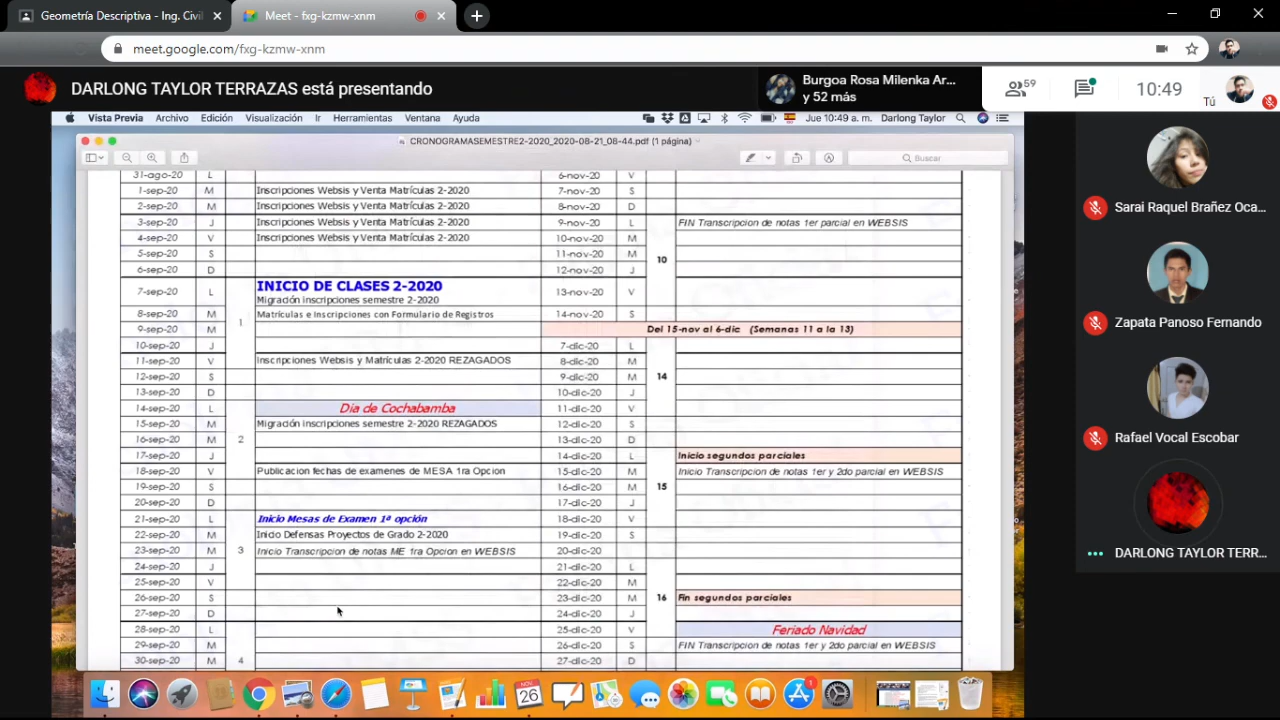 Geometría Descriptiva - Ing. Civil
Meet - fxg-kzmw-xnm
meet.google.com/fxg-kzmw-xnm
DARLONG TAYLOR TERRAZAS está presentando
Burgoa Rosa Milenka Ar...
y 52 más
59
10:49
Tú
Vista Previa Archivo Edición Visualización Ir Herramientas Ventana Ayuda
Jue 10:49 a. m. Darlong Taylor
CRONOGRAMASEMESTRE2-2020_2020-08-21_08-44.pdf (1 página)
Buscar
31-ago-20 L 6-nov-20 V
1-sep-20 M Inscripciones Websis y Venta Matrículas 2-2020 7-nov-20 S
2-sep-20 M Inscripciones Websis y Venta Matrículas 2-2020 8-nov-20 D
3-sep-20 J Inscripciones Websis y Venta Matrículas 2-2020 9-nov-20 L FIN Transcripcion de notas 1er parcial en WEBSIS
4-sep-20 V Inscripciones Websis y Venta Matrículas 2-2020 10-nov-20 M
5-sep-20 S 11-nov-20 M
10
6-sep-20 D 12-nov-20 J
7-sep-20 L INICIO DE CLASES 2-2020 13-nov-20 V
Migración inscripciones semestre 2-2020
8-sep-20 M Matrículas e Inscripciones con Formulario de Registros 14-nov-20 S
1
9-sep-20 M Del 15-nov al 6-dic (Semanas 11 a la 13)
10-sep-20 J 7-dic-20 L
11-sep-20 V Inscripciones Websis y Matrículas 2-2020 REZAGADOS 8-dic-20 M
12-sep-20 S 9-dic-20 M 14
13-sep-20 D 10-dic-20 J
14-sep-20 L Día de Cochabamba 11-dic-20 V
15-sep-20 M Migración inscripciones semestre 2-2020 REZAGADOS 12-dic-20 S
16-sep-20 M 2 13-dic-20 D
17-sep-20 J 14-dic-20 L Inicio segundos parciales
18-sep-20 V Publicacion fechas de examenes de MESA 1ra Opcion 15-dic-20 M Inicio Transcripcion de notas 1er y 2do parcial en WEBSIS
19-sep-20 S 16-dic-20 M 15
20-sep-20 D 17-dic-20 J
21-sep-20 L Inicio Mesas de Examen 1ª opción 18-dic-20 V
22-sep-20 M Inicio Defensas Proyectos de Grado 2-2020 19-dic-20 S
23-sep-20 M 3 Inicio Transcripcion de notas ME 1ra Opcion en WEBSIS 20-dic-20
24-sep-20 J 21-dic-20 L
25-sep-20 V 22-dic-20 M
26-sep-20 S 23-dic-20 M 16 Fin segundos parciales
27-sep-20 D 24-dic-20 J
28-sep-20 L 25-dic-20 V Feriado Navidad
29-sep-20 M 26-dic-20 S FIN Transcripcion de notas 1er y 2do parcial en WEBSIS
30-sep-20 M 4 27-dic-20 D
Sarai Raquel Brañez Oca...
Zapata Panoso Fernando
Rafael Vocal Escobar
DARLONG TAYLOR TERR...
NOV
26
1